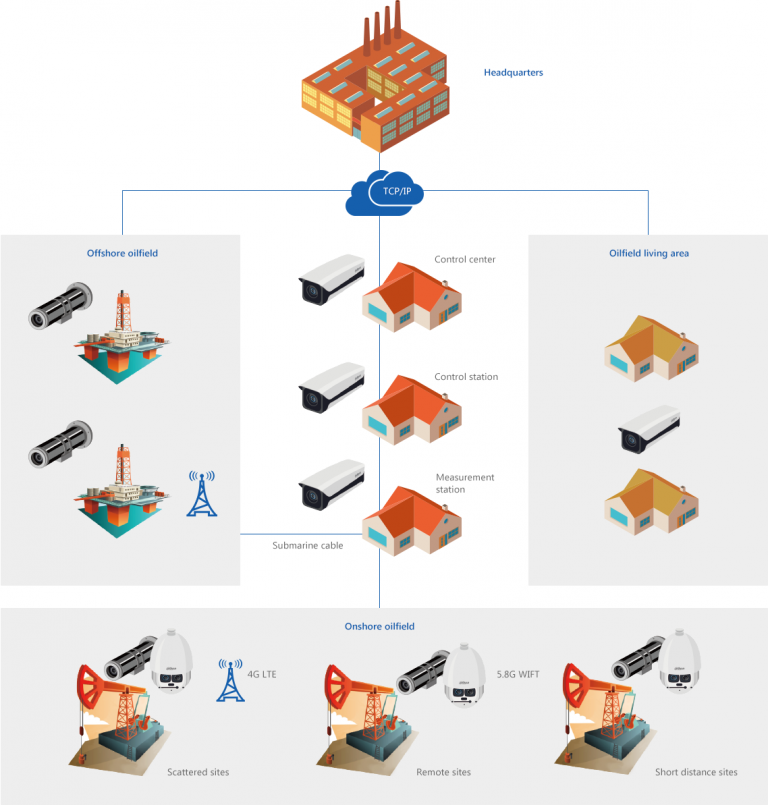 Headquarters
TCP/IP
Offshore oilfield
Control center
Oilfield living area
Control station
Measurement
station
Submarine cable
Onshore oilfield
4G LTE
5.8G WIFT
Scattered sites
Remote sites
Short distance sites